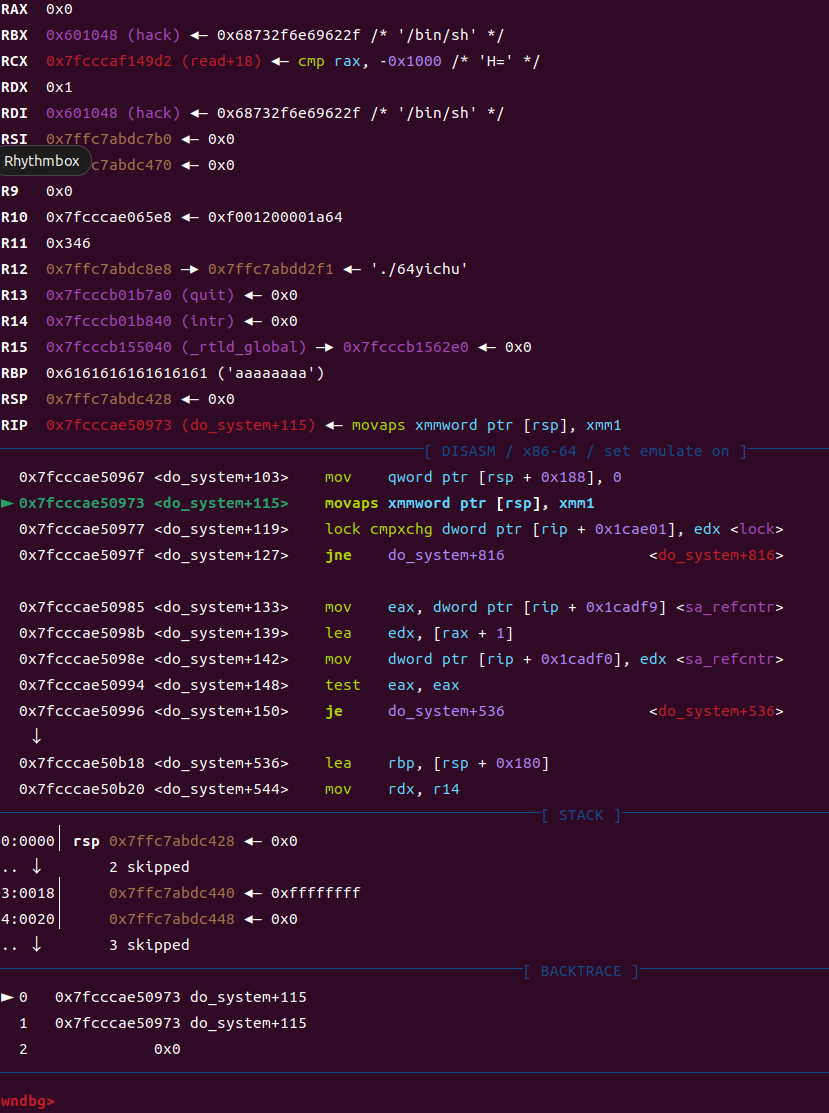 RAX 0x0
RBX 0x601048 (hack) ◂— 0x68732f6e69622f /* '/bin/sh' */
RCX 0x7fcccaf149d2 (read+18) ◂— cmp rax, -0x1000 /* 'H=' */
RDX 0x1
RDI 0x601048 (hack) ◂— 0x68732f6e69622f /* '/bin/sh' */
RSI 0x7ffc7abdc7b0 ◂— 0x0
Rhythmbox c7abdc470 ◂— 0x0
R9 0x0
R10 0x7fcccae065e8 ◂— 0xf001200001a64
R11 0x346
R12 0x7ffc7abdc8e8 —▸ 0x7ffc7abdd2f1 ◂— './64yichu'
R13 0x7fcccb01b7a0 (quit) ◂— 0x0
R14 0x7fcccb01b840 (intr) ◂— 0x0
R15 0x7fcccb155040 (_rtld_global) —▸ 0x7fcccb1562e0 ◂— 0x0
RBP 0x6161616161616161 ('aaaaaaaa')
RSP 0x7ffc7abdc428 ◂— 0x0
RIP 0x7fcccae50973 (do_system+115) ◂— movaps xmmword ptr [rsp], xmm1
[ DISASM / x86-64 / set emulate on ]
0x7fcccae50967 <do_system+103> mov qword ptr [rsp + 0x188], 0
► 0x7fcccae50973 <do_system+115> movaps xmmword ptr [rsp], xmm1
0x7fcccae50977 <do_system+119> lock cmpxchg dword ptr [rip + 0x1cae01], edx <lock>
0x7fcccae5097f <do_system+127> jne do_system+816 <do_system+816>
0x7fcccae50985 <do_system+133> mov eax, dword ptr [rip + 0x1cadf9] <sa_refcntr>
0x7fcccae5098b <do_system+139> lea edx, [rax + 1]
0x7fcccae5098e <do_system+142> mov dword ptr [rip + 0x1cadf0], edx <sa_refcntr>
0x7fcccae50994 <do_system+148> test eax, eax
0x7fcccae50996 <do_system+150> je do_system+536 <do_system+536>
↓
0x7fcccae50b18 <do_system+536> lea rbp, [rsp + 0x180]
0x7fcccae50b20 <do_system+544> mov rdx, r14
[ STACK ]
0:0000│ rsp 0x7ffc7abdc428 ◂— 0x0
.. ↓ 2 skipped
3:0018│ 0x7ffc7abdc440 ◂— 0xffffffff
4:0020│ 0x7ffc7abdc448 ◂— 0x0
.. ↓ 3 skipped
[ BACKTRACE ]
► 0 0x7fcccae50973 do_system+115
1 0x7fcccae50973 do_system+115
2 0x0
wndbg>